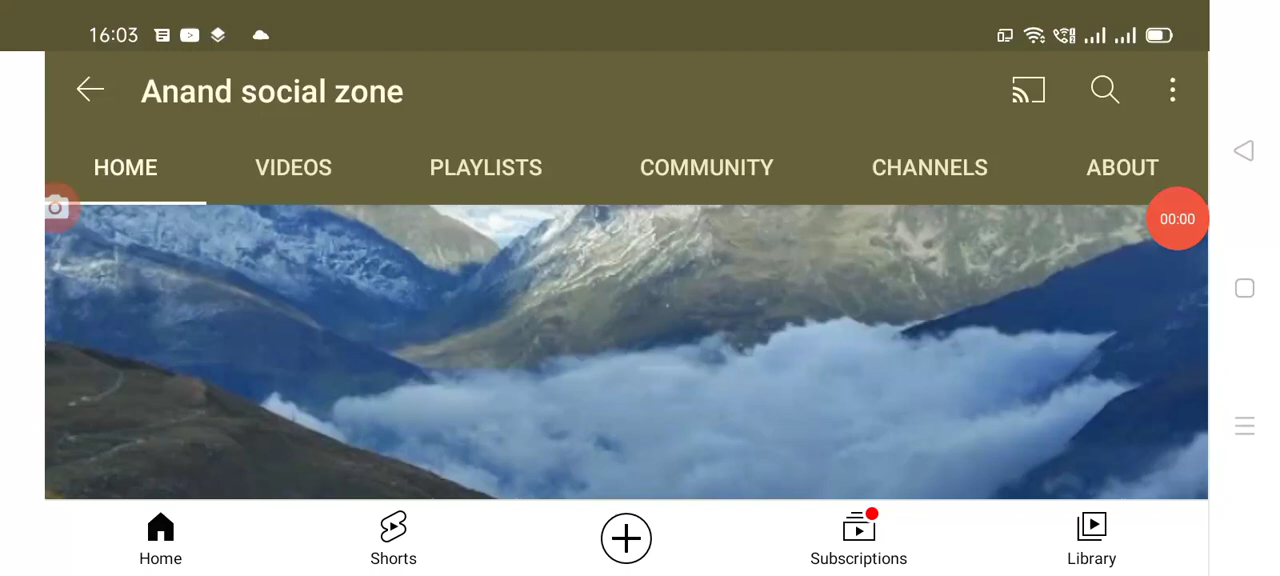 16:03
Anand social zone
HOME VIDEOS PLAYLISTS COMMUNITY CHANNELS ABOUT
00:00
Home Shorts Subscriptions Library